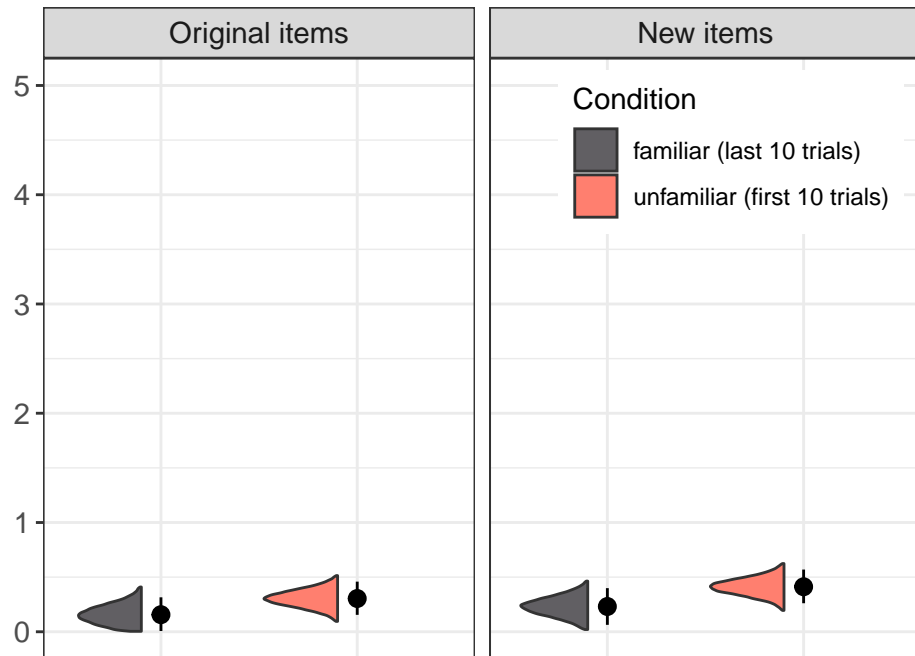 Original items
New items
5
4
3
2
1
0
Condition
familiar (last 10 trials)
unfamiliar (first 10 trials)